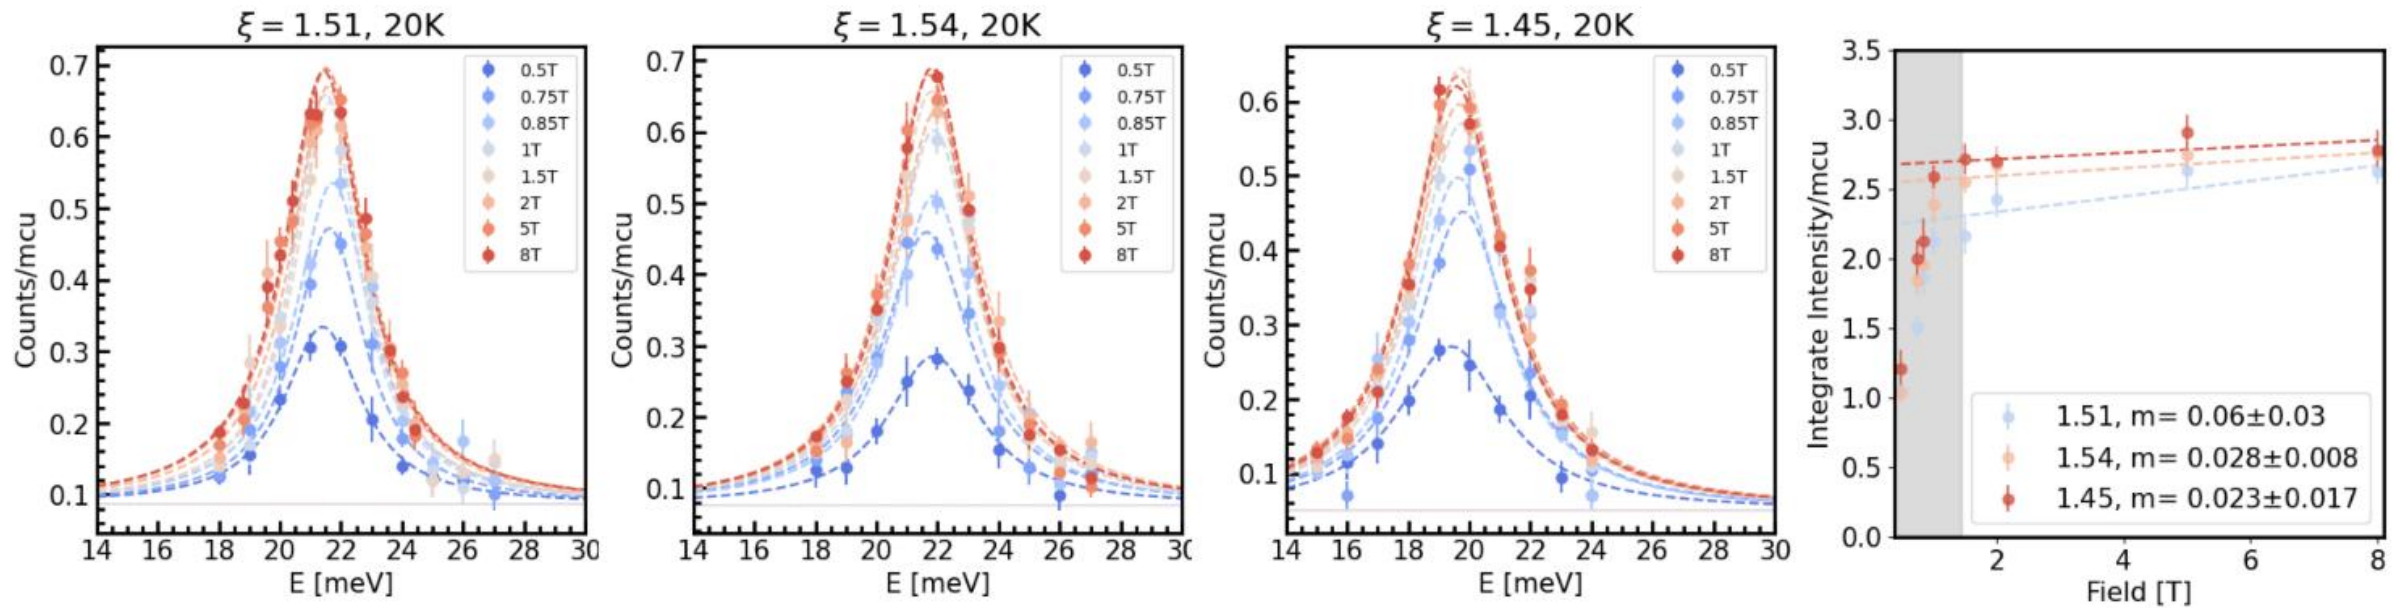 ξ = 1.51, 20K
0.7
0.6
0.5
0.4
0.3
0.2
0.1
Counts/mcu
0.5T
0.75T
0.85T
1T
1.5T
2T
5T
8T
14 16 18 20 22 24 26 28 30
E [meV]
ξ = 1.54, 20K
0.7
0.6
0.5
0.4
0.3
0.2
0.1
Counts/mcu
0.5T
0.75T
0.85T
1T
1.5T
2T
5T
8T
14 16 18 20 22 24 26 28 30
E [meV]
ξ = 1.45, 20K
0.6
0.5
0.4
0.3
0.2
0.1
Counts/mcu
0.5T
0.75T
0.85T
1T
1.5T
2T
5T
8T
14 16 18 20 22 24 26 28 30
E [meV]
3.5
3.0
2.5
2.0
1.5
1.0
0.5
0.0
Integrate Intensity/mcu
1.51, m= 0.06±0.03
1.54, m= 0.028±0.008
1.45, m= 0.023±0.017
2 4 6 8
Field [T]